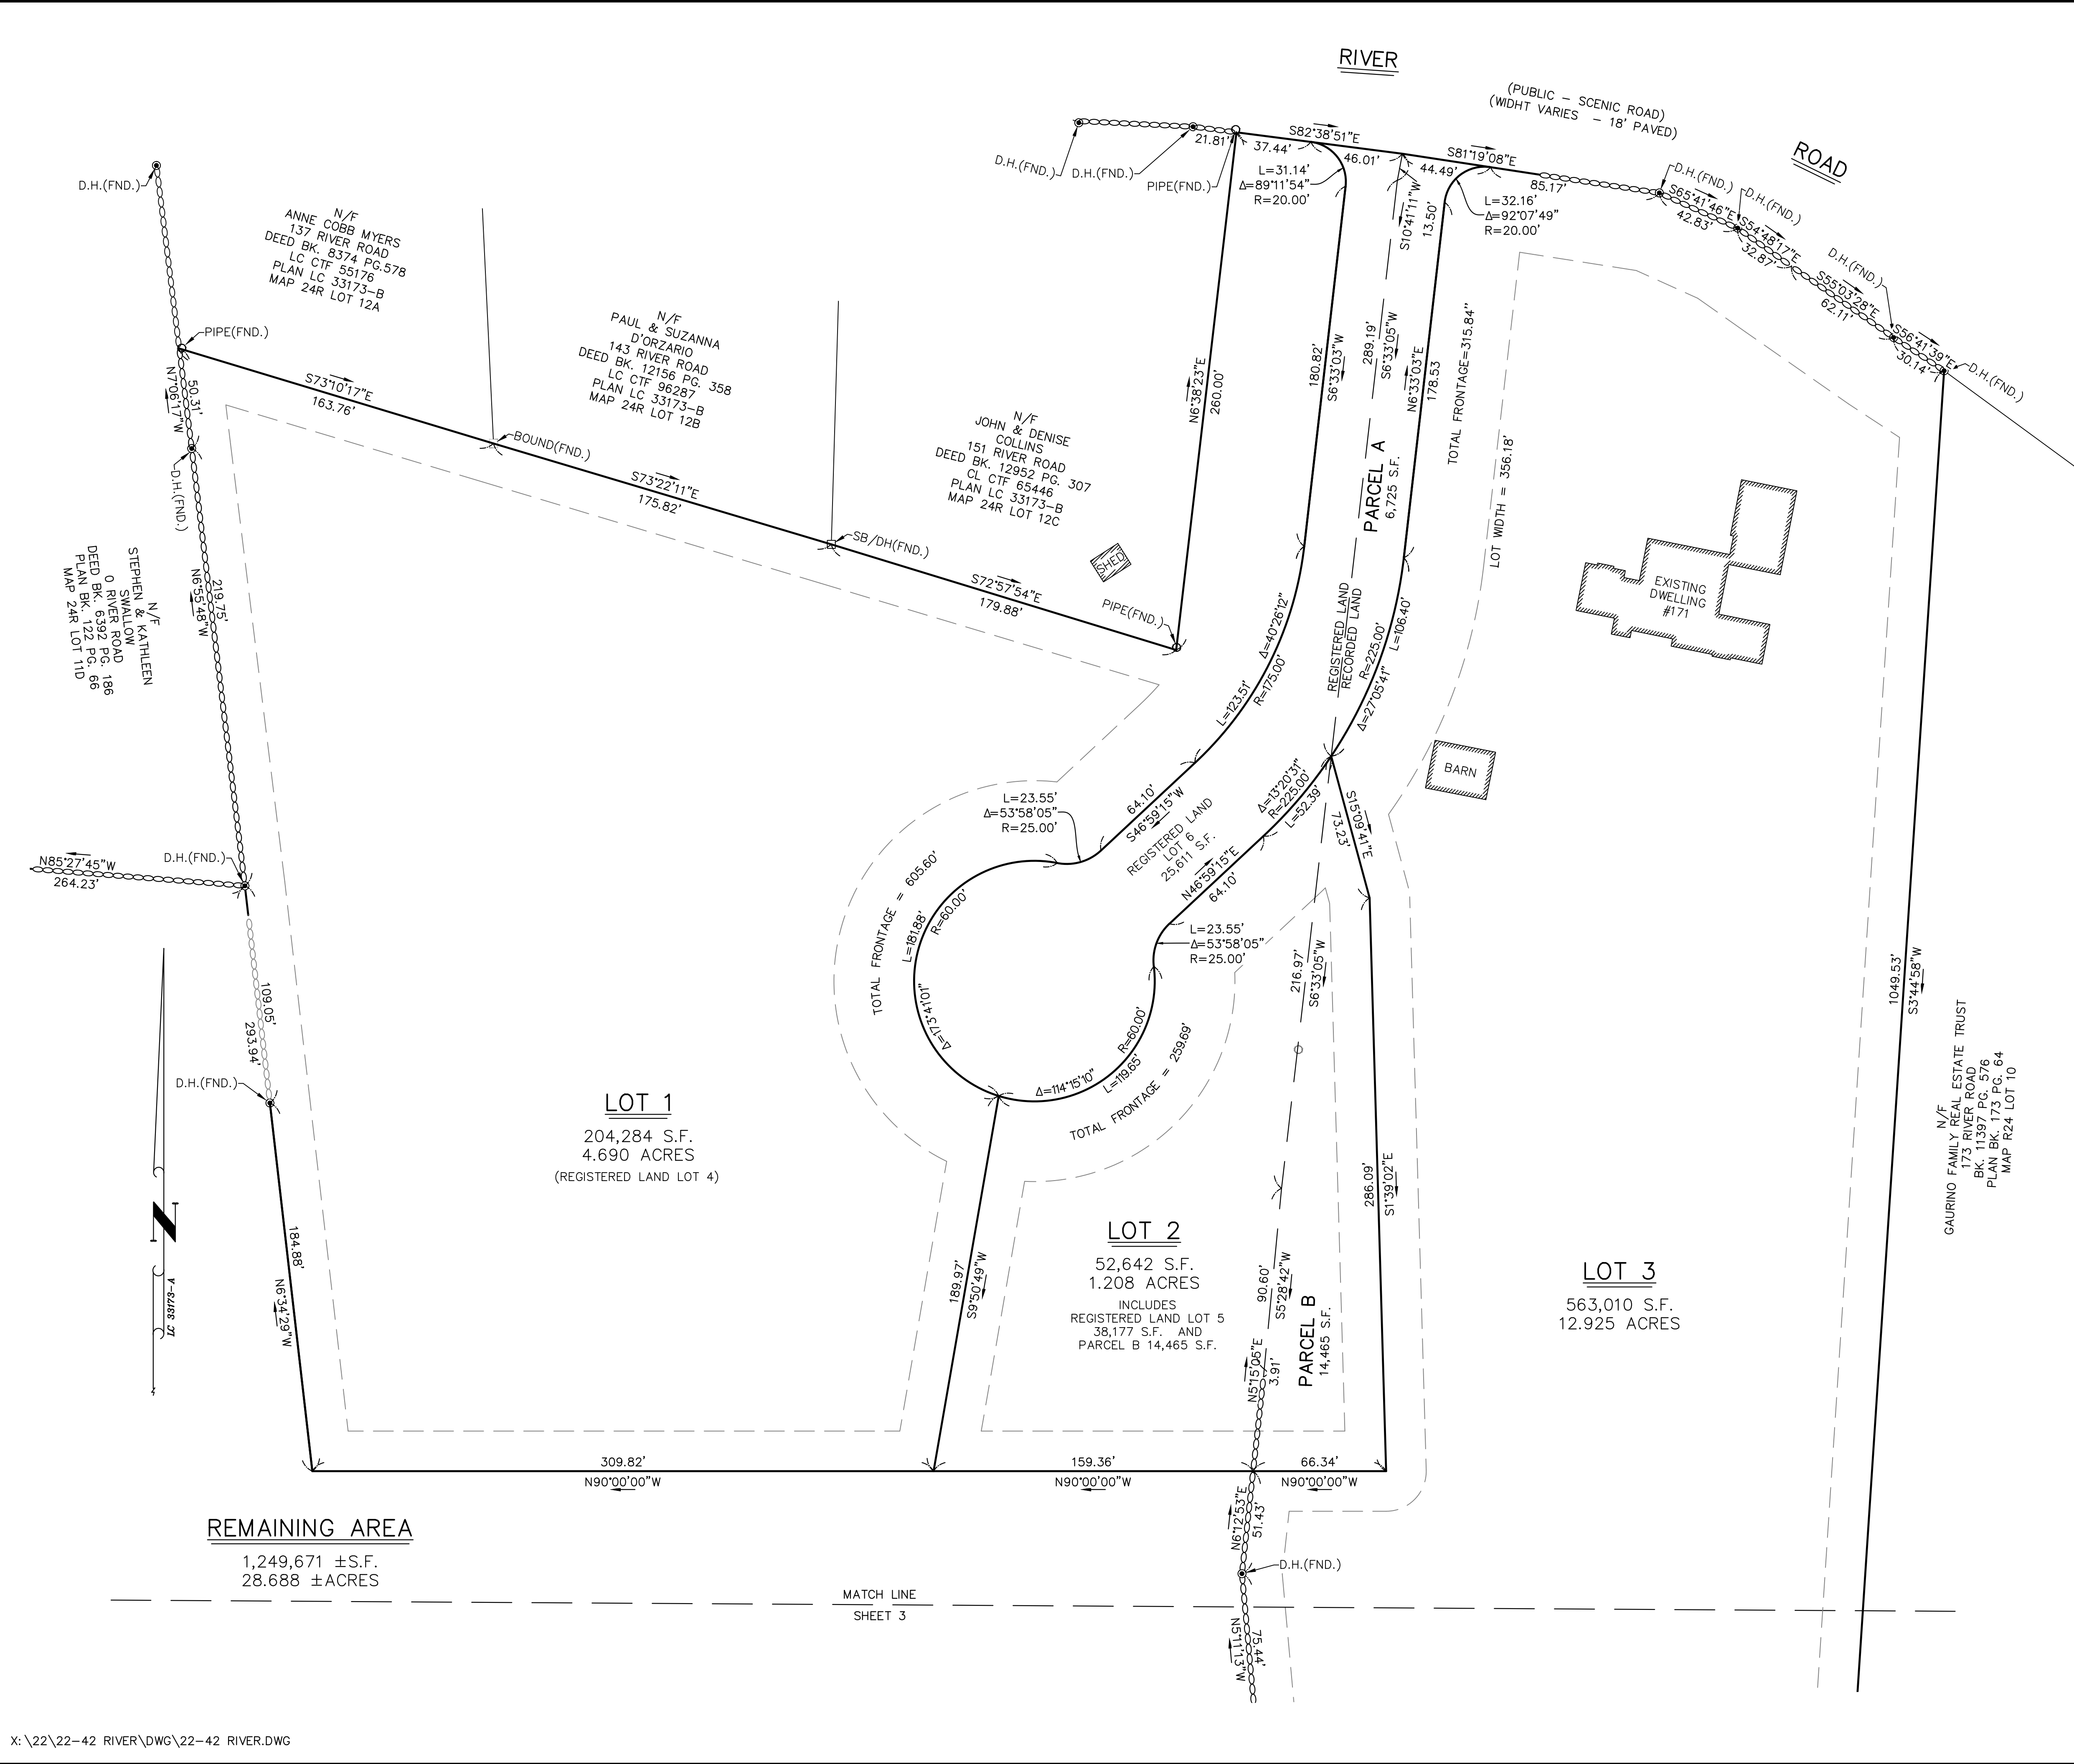 RIVER
(PUBLIC – SCENIC ROAD)
(WIDHT VARIES – 18' PAVED)
ROAD
D.H.(FND.)
D.H.(FND.)
D.H.(FND.)
PIPE(FND.)
21.81'
37.44'
S82°38'51"E
46.01'
44.49'
S81°19'08"E
85.17'
L=31.14'
Δ=89°11'54"
R=20.00'
L=32.16'
Δ=92°07'49"
R=20.00'
S10°41'11"W
13.50'
D.H.(FND.)
S65°41'46"E
42.83'
D.H.(FND.)
S54°48'17"E
32.87'
D.H.(FND.)
S55°03'28"E
62.11'
S56°41'39"E
30.14'
D.H.(FND.)
N/F
ANNE COBB MYERS
137 RIVER ROAD
DEED BK. 8374 PG.578
LC CTF 55176
PLAN LC 33173-B
MAP 24R LOT 12A
N/F
PAUL & SUZANNA
D'ORZARIO
143 RIVER ROAD
DEED BK. 12156 PG. 358
LC CTF 96287
PLAN LC 33173-B
MAP 24R LOT 12B
N/F
JOHN & DENISE
COLLINS
151 RIVER ROAD
DEED BK. 12952 PG. 307
CL CTF 65446
PLAN LC 33173-B
MAP 24R LOT 12C
PIPE(FND.)
S73°10'17"E
163.76'
BOUND(FND.)
S73°22'11"E
175.82'
SB/DH(FND.)
S72°57'54"E
179.88'
PIPE(FND.)
SHED
N7°06'17"W
50.31'
D.H.(FND.)
N6°55'48"W
219.75'
N/F
STEPHEN & KATHLEEN
SWALLOW
0 RIVER ROAD
DEED BK. 6392 PG. 186
PLAN BK. 122 PG. 66
MAP 24R LOT 11D
N6°38'23"E
260.00'
180.82'
S6°33'03"W
289.19'
S6°33'05"W
N6°33'03"E
178.53
PARCEL A
6,725 S.F.
TOTAL FRONTAGE=315.84"
LOT WIDTH = 356.18'
EXISTING
DWELLING
#171
BARN
REGISTERED LAND
RECORDED LAND
Δ=40°26'12"
L=123.51'
R=175.00'
R=225.00'
L=106.40'
Δ=27°05'41"
Δ=13°20'31"
R=225.00'
L=52.39'
64.10'
S46°59'15"W
REGISTERED LAND
LOT 6
25,611 S.F.
N46°59'15"E
64.10'
L=23.55'
Δ=53°58'05"
R=25.00'
L=23.55'
Δ=53°58'05"
R=25.00'
S15°09'41"E
73.23'
TOTAL FRONTAGE = 605.60'
L=181.88'
R=60.00'
Δ=173°41'01"
R=60.00'
Δ=114°15'10"
L=119.65'
TOTAL FRONTAGE = 259.69'
216.97'
S6°33'05"W
N85°27'45"W
264.23'
D.H.(FND.)
109.05'
293.94'
D.H.(FND.)
184.88'
N6°34'29"W
LC 33173-A
LOT 1
204,284 S.F.
4.690 ACRES
(REGISTERED LAND LOT 4)
189.97'
S9°50'49"W
LOT 2
52,642 S.F.
1.208 ACRES
INCLUDES
REGISTERED LAND LOT 5
38,177 S.F. AND
PARCEL B 14,465 S.F.
90.60'
S5°28'42"W
N5°15'05"E
3.91'
PARCEL B
14,465 S.F.
286.09'
S1°39'02"E
LOT 3
563,010 S.F.
12.925 ACRES
1049.53'
S3°44'58"W
N/F
GAURINO FAMILY REAL ESTATE TRUST
173 RIVER ROAD
BK. 11397 PG. 576
PLAN BK. 173 PG. 64
MAP R24 LOT 10
309.82'
N90°00'00"W
159.36'
N90°00'00"W
66.34'
N90°00'00"W
N6°12'53"E
51.43'
D.H.(FND.)
N5°11'13"W
75.44'
REMAINING AREA
1,249,671 ±S.F.
28.688 ±ACRES
MATCH LINE
SHEET 3
X:\22\22-42 RIVER\DWG\22-42 RIVER.DWG